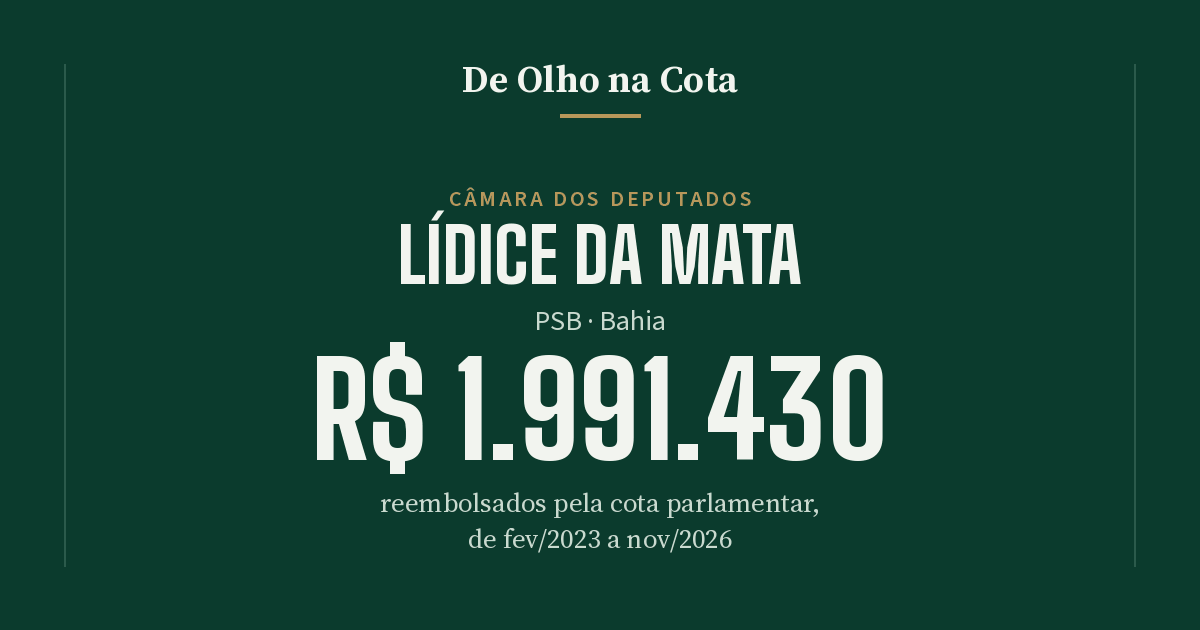 De Olho na Cota
CÂMARA DOS DEPUTADOS
LÍDICE DA MATA
PSB · Bahia
R$ 1.991.430
reembolsados pela cota parlamentar,
de fev/2023 a nov/2026